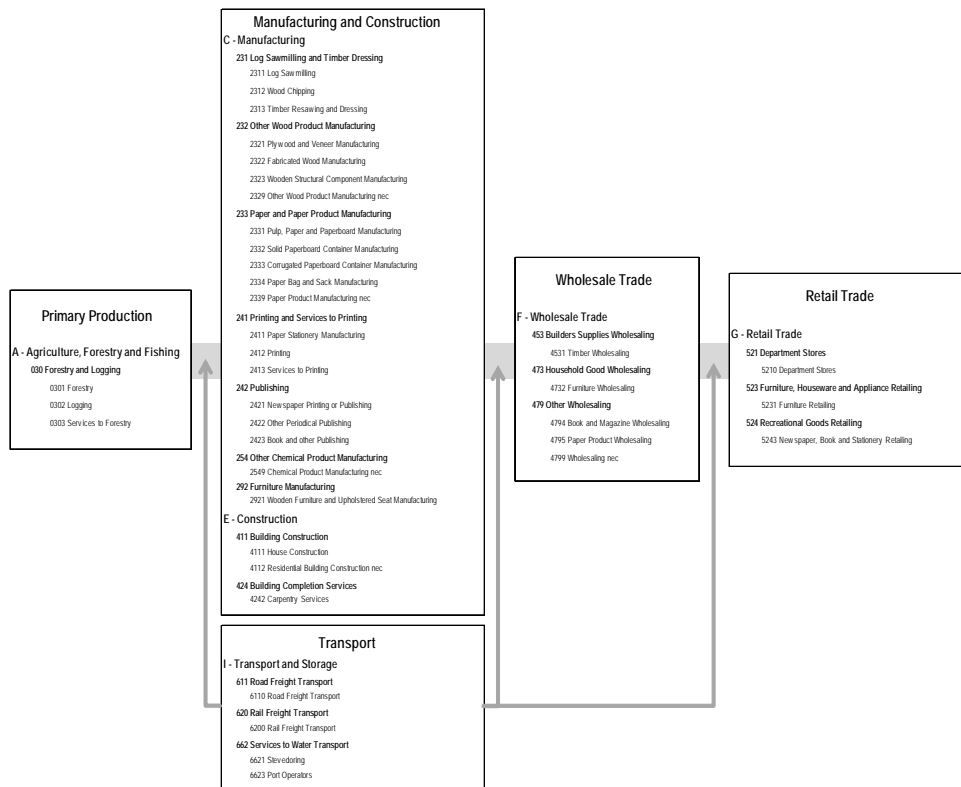 Manufacturing and Construction
C - Manufacturing
231 Log Sawmilling and Timber Dressing
2311 Log Sawmilling
2312 Wood Chipping
2313 Timber Resawing and Dressing
232 Other Wood Product Manufacturing
2321 Plywood and Veneer Manufacturing
2322 Fabricated Wood Manufacturing
2323 Wooden Structural Component Manufacturing
2329 Other Wood Product Manufacturing nec
233 Paper and Paper Product Manufacturing
2331 Pulp, Paper and Paperboard Manufacturing
2332 Solid Paperboard Container Manufacturing
2333 Corrugated Paperboard Container Manufacturing
2334 Paper Bag and Sack Manufacturing
2339 Paper Product Manufacturing nec
241 Printing and Services to Printing
2411 Paper Stationery Manufacturing
2412 Printing
2413 Services to Printing
242 Publishing
2421 Newspaper Printing or Publishing
2422 Other Periodical Publishing
2423 Book and other Publishing
254 Other Chemical Product Manufacturing
2549 Chemical Product Manufacturing nec
292 Furniture Manufacturing
2921 Wooden Furniture and Upholstered Seat Manufacturing
E - Construction
411 Building Construction
4111 House Construction
4112 Residential Building Construction nec
424 Building Completion Services
4242 Carpentry Services
Primary Production
A - Agriculture, Forestry and Fishing
030 Forestry and Logging
0301 Forestry
0302 Logging
0303 Services to Forestry
Wholesale Trade
F - Wholesale Trade
453 Builders Supplies Wholesaling
4531 Timber Wholesaling
473 Household Good Wholesaling
4732 Furniture Wholesaling
479 Other Wholesaling
4794 Book and Magazine Wholesaling
4795 Paper Product Wholesaling
4799 Wholesaling nec
Retail Trade
G - Retail Trade
521 Department Stores
5210 Department Stores
523 Furniture, Houseware and Appliance Retailing
5231 Furniture Retailing
524 Recreational Goods Retailing
5243 Newspaper, Book and Stationery Retailing
Transport
I - Transport and Storage
611 Road Freight Transport
6110 Road Freight Transport
620 Rail Freight Transport
6200 Rail Freight Transport
662 Services to Water Transport
6621 Stevedoring
6623 Port Operators